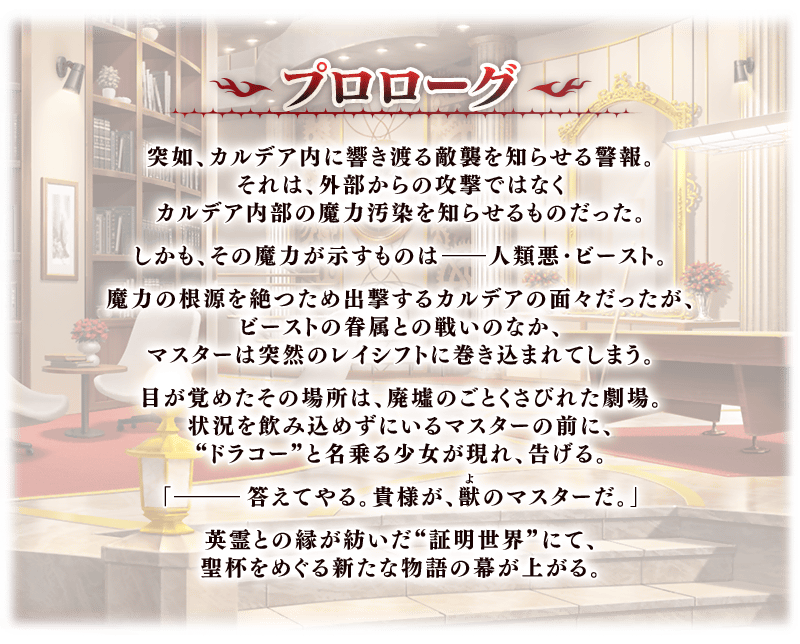 プロローグ
突如、カルデア内に響き渡る敵襲を知らせる警報。
それは、外部からの攻撃ではなく
カルデア内部の魔力汚染を知らせるものだった。
しかも、その魔力が示すものは――人類悪・ビースト。
魔力の根源を絶つため出撃するカルデアの面々だったが、
ビーストの眷属との戦いのなか、
マスターは突然のレイシフトに巻き込まれてしまう。
目が覚めたその場所は、廃墟のごとくさびれた劇場。
状況を飲み込めずにいるマスターの前に、
“ドラコー”と名乗る少女が現れ、告げる。
よ
「―――答えてやる。貴様が、獣のマスターだ。」
英霊との縁が紡いだ“証明世界”にて、
聖杯をめぐる新たな物語の幕が上がる。